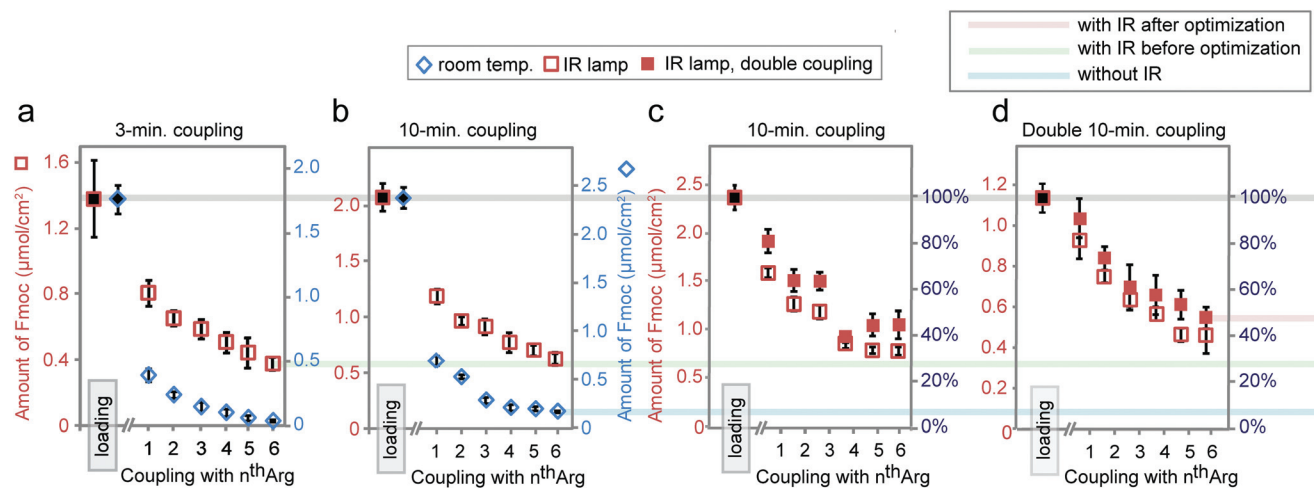 with IR after optimization
with IR before optimization
without IR
room temp. IR lamp IR lamp, double coupling
a
3-min. coupling
Amount of Fmoc (μmol/cm²)
1.6
1.2
0.8
0.4
0
2.0
1.5
1.0
0.5
0.0
loading
1 2 3 4 5 6
Coupling with nthArg
b
10-min. coupling
2.0
1.5
1.0
0.5
0
2.5
2.0
1.5
1.0
0.5
0
Amount of Fmoc (μmol/cm²)
loading
1 2 3 4 5 6
Coupling with nthArg
c
10-min. coupling
Amount of Fmoc (μmol/cm²)
2.5
2.0
1.5
1.0
0.5
0
100%
80%
60%
40%
20%
0%
loading
1 2 3 4 5 6
Coupling with nthArg
d
Double 10-min. coupling
1.2
1.0
0.8
0.6
0.4
0.2
0
100%
80%
60%
40%
20%
0%
loading
1 2 3 4 5 6
Coupling with nthArg